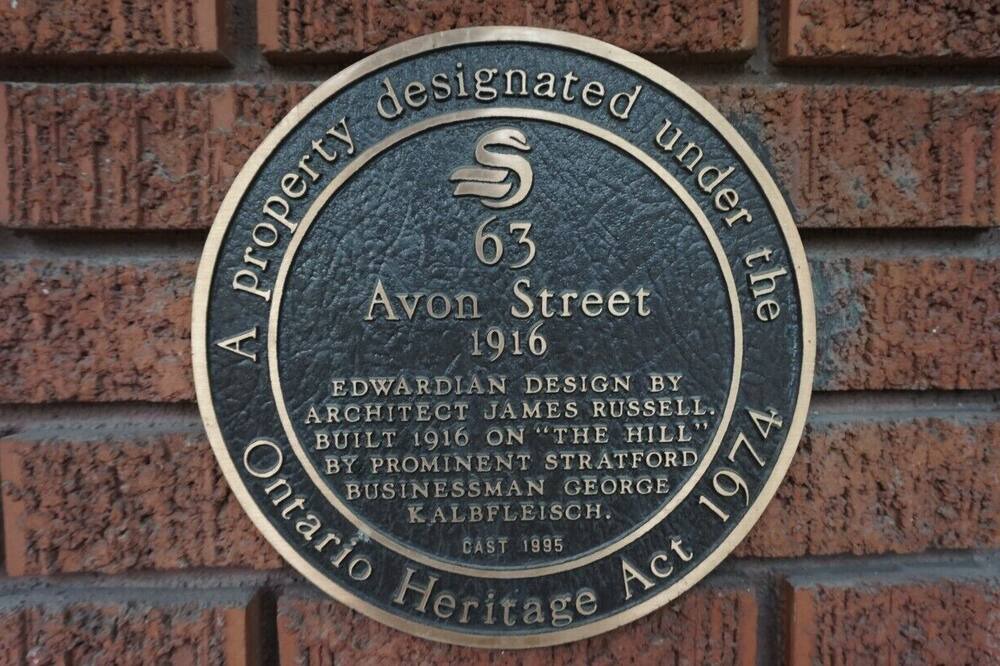 A property designated under the
63
Avon Street
1916
EDWARDIAN DESIGN BY
ARCHITECT JAMES RUSSELL.
BUILT 1916 ON "THE HILL"
BY PROMINENT STRATFORD
BUSINESSMAN GEORGE
KALBFLEISCH.
CAST 1995
Ontario Heritage Act 1974